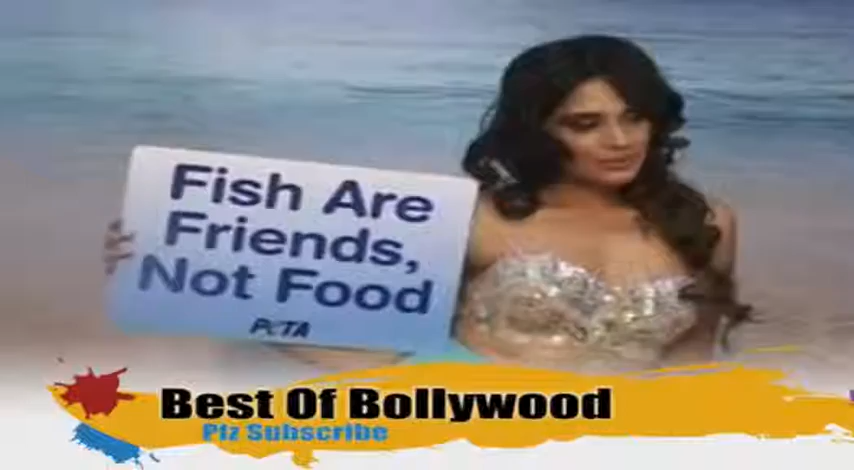 Fish Are
Friends,
Not Food
PETA
Best Of Bollywood
Plz Subscribe